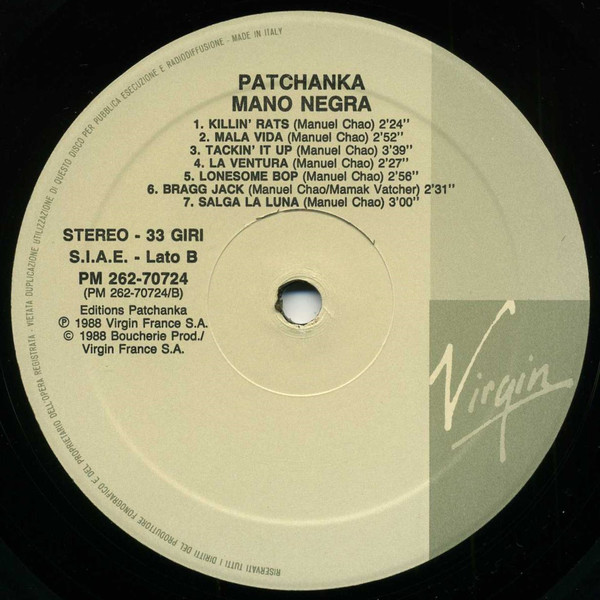 RISERVATI TUTTI I DIRITTI DEL PRODUTTORE FONOGRAFICO E DEL PROPRIETARIO DELL'OPERA REGISTRATA - VIETATA DUPLICAZIONE UTILIZZAZIONE DI QUESTO DISCO PER PUBBLICA ESECUZIONE E RADIODIFFUSIONE - MADE IN ITALY
PATCHANKA
MANO NEGRA
1. KILLIN' RATS (Manuel Chao) 2'24''
2. MALA VIDA (Manuel Chao) 2'52''
3. TACKIN' IT UP (Manuel Chao) 3'39''
4. LA VENTURA (Manuel Chao) 2'27''
5. LONESOME BOP (Manuel Chao) 2'56''
6. BRAGG JACK (Manuel Chao/Mamak Vatcher) 2'31''
7. SALGA LA LUNA (Manuel Chao) 3'00''
STEREO - 33 GIRI
S.I.A.E. - Lato B
PM 262-70724
(PM 262-70724/B)
Editions Patchanka
℗ 1988 Virgin France S.A.
© 1988 Boucherie Prod./
Virgin France S.A.
Virgin